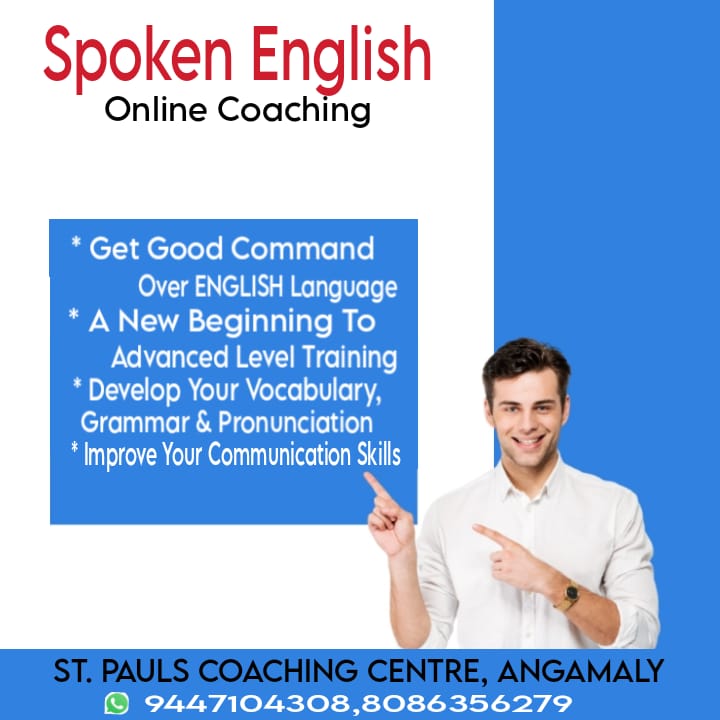 Spoken English
Online Coaching
* Get Good Command
Over ENGLISH Language
* A New Beginning To
Advanced Level Training
* Develop Your Vocabulary,
Grammar & Pronunciation
* Improve Your Communication Skills
ST. PAULS COACHING CENTRE, ANGAMALY
9447104308,8086356279